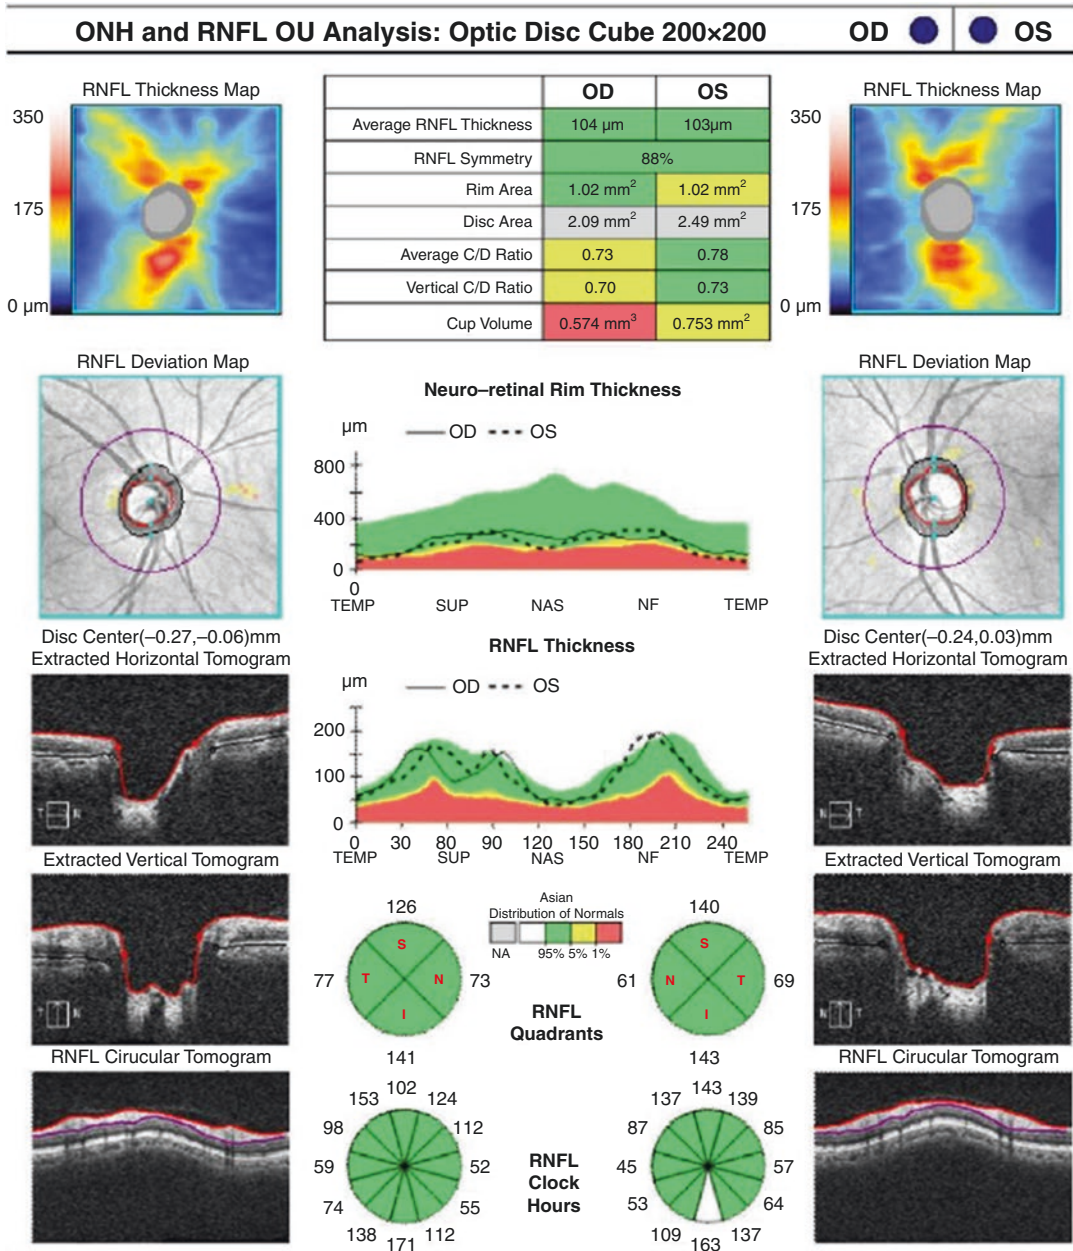 ONH and RNFL OU Analysis: Optic Disc Cube 200×200 OD OS
RNFL Thickness Map
350
175
0 µm
OD OS
Average RNFL Thickness 104 µm 103µm
RNFL Symmetry 88%
Rim Area 1.02 mm² 1.02 mm²
Disc Area 2.09 mm² 2.49 mm²
Average C/D Ratio 0.73 0.78
Vertical C/D Ratio 0.70 0.73
Cup Volume 0.574 mm³ 0.753 mm²
RNFL Thickness Map
350
175
0 µm
RNFL Deviation Map
Disc Center(–0.27,–0.06)mm
Extracted Horizontal Tomogram
T N
Extracted Vertical Tomogram
T N
RNFL Cirucular Tomogram
Neuro–retinal Rim Thickness
µm OD OS
800
400
0
0
TEMP SUP NAS NF TEMP
RNFL Thickness
µm OD OS
200
100
0
0 30 80 90 120 150 180 210 240
TEMP SUP NAS NF TEMP
Asian
Distribution of Normals
NA 95% 5% 1%
RNFL
Quadrants
126
S
77 T N 73
I
141
140
S
61 N T 69
I
143
RNFL
Clock
Hours
153 102 124
98 112
59 52
74 55
138 171 112
137 143 139
87 85
45 57
53 64
109 163 137
RNFL Deviation Map
Disc Center(–0.24,0.03)mm
Extracted Horizontal Tomogram
N T
Extracted Vertical Tomogram
N T
RNFL Cirucular Tomogram